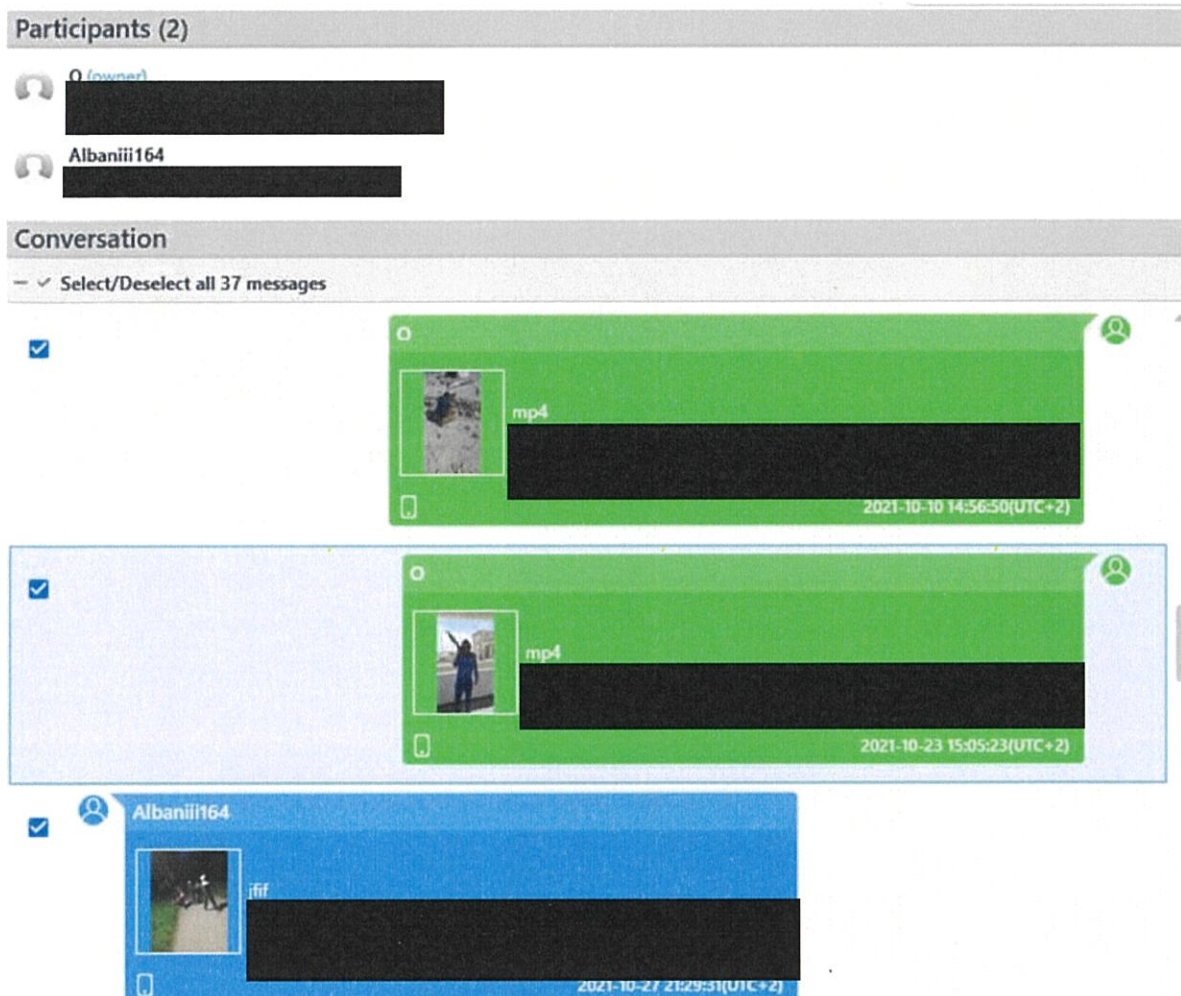 Participants (2)
O (owner)
Albaniii164
Conversation
Select/Deselect all 37 messages
O
mp4
2021-10-10 14:56:50(UTC+2)
O
mp4
2021-10-23 15:05:23(UTC+2)
Albaniii164
jfif
2021-10-27 21:29:31(UTC+2)